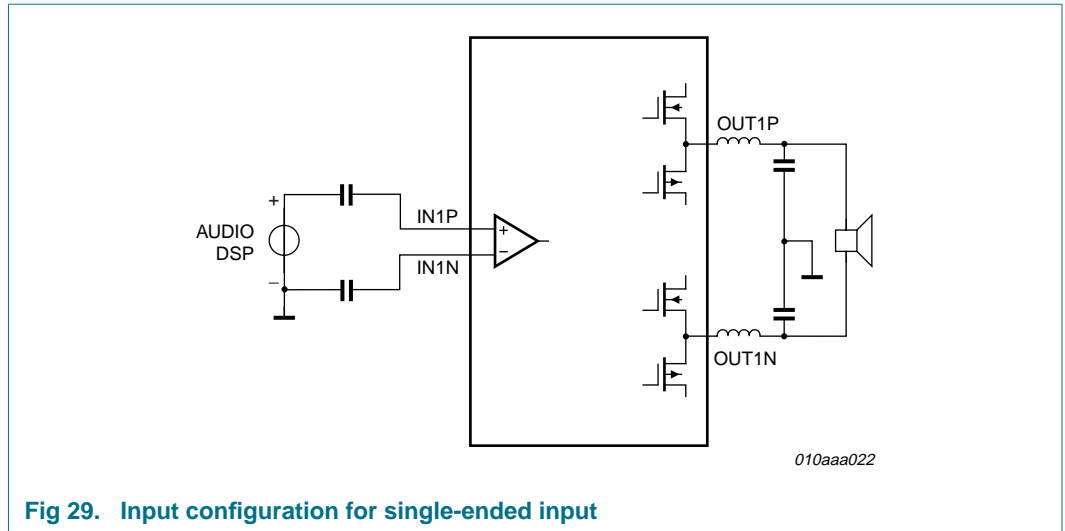 OUT1P
+
IN1P
AUDIO
DSP
+
−
IN1N
−
OUT1N
010aaa022
Fig 29. Input configuration for single-ended input